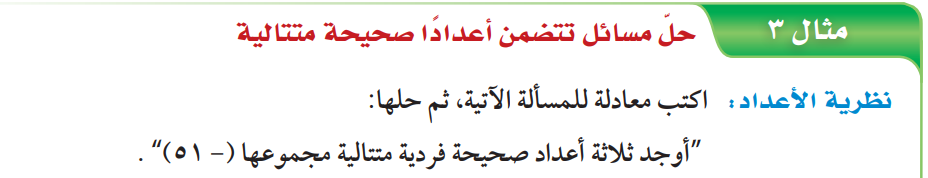 مثال ٣
حلّ مسائل تتضمن أعدادًا صحيحة متتالية
نظرية الأعداد: اكتب معادلة للمسألة الآتية، ثم حلها:
"أوجد ثلاثة أعداد صحيحة فردية متتالية مجموعها (– ٥١)" .